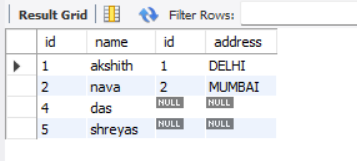 Result Grid Filter Rows:
id name id address
1 akshith 1 DELHI
2 nava 2 MUMBAI
4 das NULL NULL
5 shreyas NULL NULL